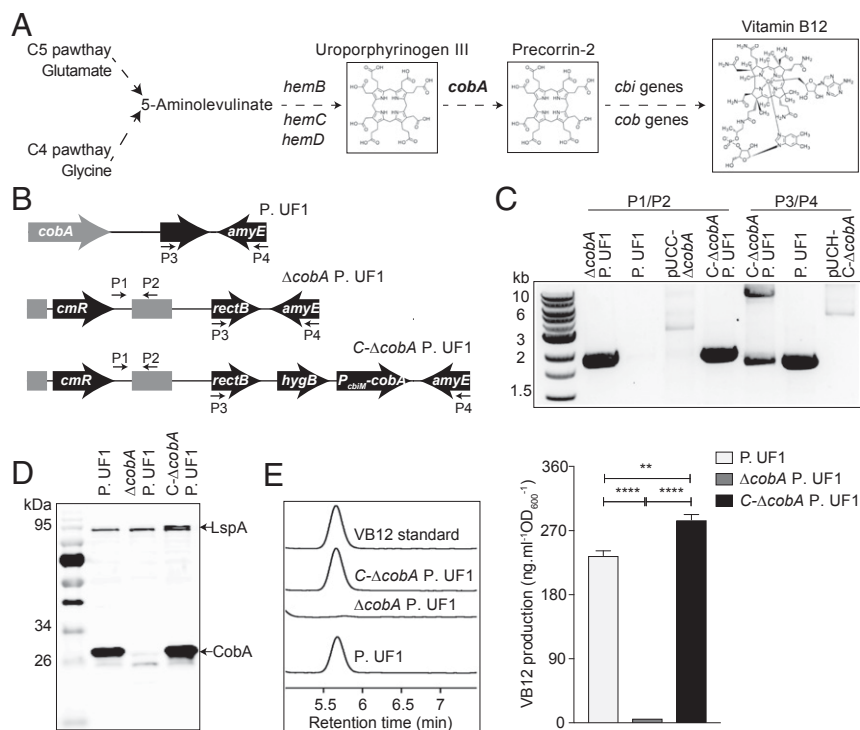 A
C5 pawthay
Glutamate
C4 pawthay
Glycine
5-Aminolevulinate
hemB
hemC
hemD
Uroporphyrinogen III
cobA
Precorrin-2
cbi genes
cob genes
Vitamin B12
B
P. UF1
cobA
amyE
P3
P4
ΔcobA P. UF1
P1
P2
cmR
rectB
amyE
P3
P4
C-ΔcobA P. UF1
P1
P2
cmR
rectB
hygB
PcbiM-cobA
amyE
P3
P4
C
P1/P2
P3/P4
ΔcobA P. UF1
P. UF1
pUCC-ΔcobA
C-ΔcobA P. UF1
C-ΔcobA P. UF1
P. UF1
pUCH-C-ΔcobA
kb
10
6
3
2
1.5
D
P. UF1
ΔcobA P. UF1
C-ΔcobA P. UF1
kDa
95
34
26
LspA
CobA
E
VB12 standard
C-ΔcobA P. UF1
ΔcobA P. UF1
P. UF1
5.5 6 6.5 7
Retention time (min)
VB12 production (ng.ml-1OD600-1)
360
270
180
90
0
**
**** ****
P. UF1
ΔcobA P. UF1
C-ΔcobA P. UF1